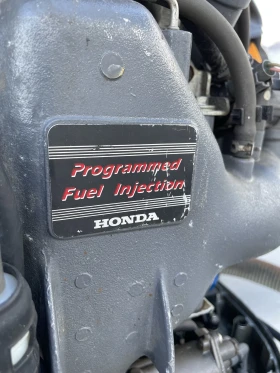 Programmed
Fuel Injection
HONDA